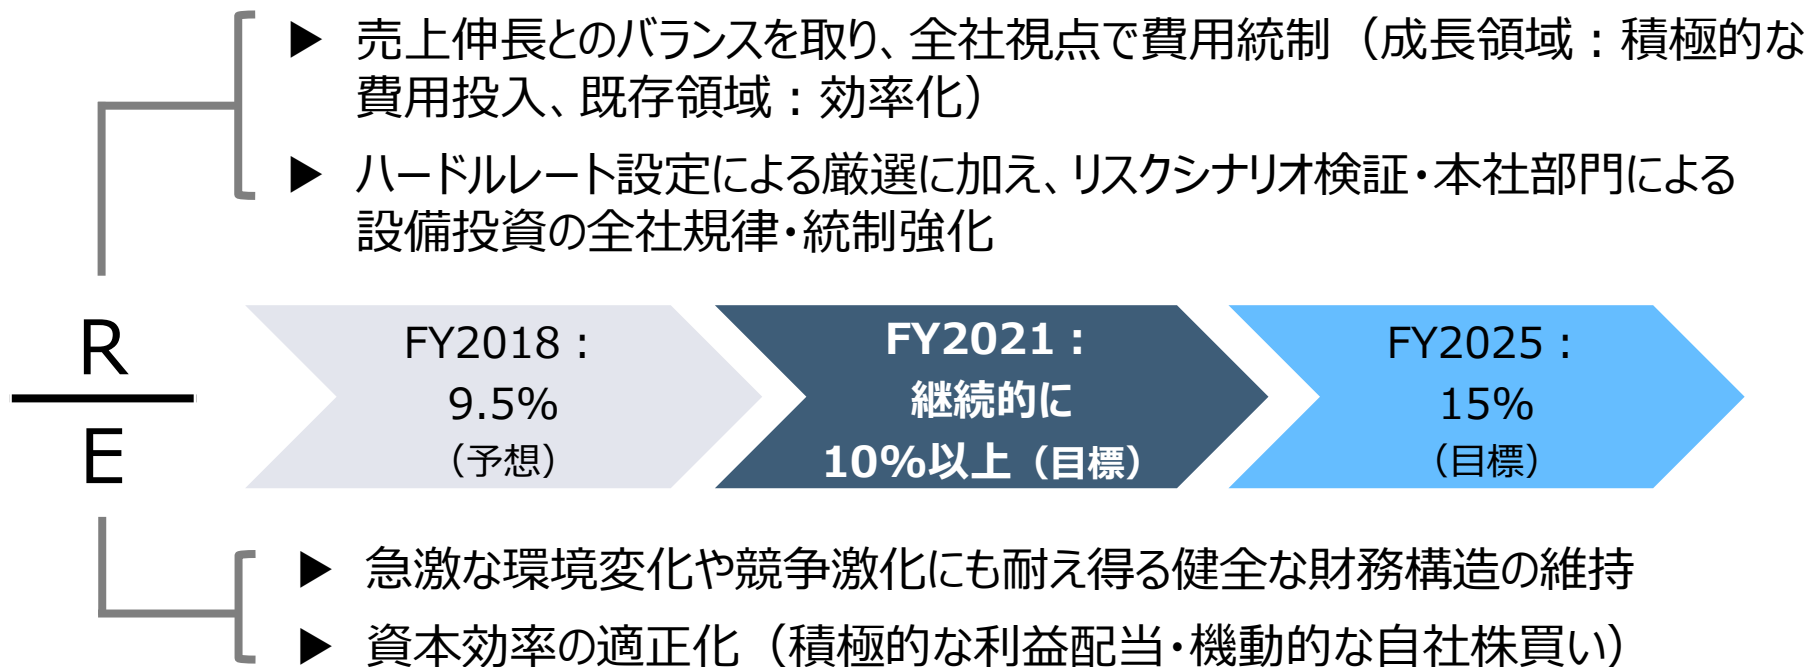 ▶ 売上伸長とのバランスを取り、全社視点で費用統制（成長領域：積極的な
費用投入、既存領域：効率化）
▶ ハードルレート設定による厳選に加え、リスクシナリオ検証・本社部門による
設備投資の全社規律・統制強化
R
E
FY2018：
9.5%
（予想）
FY2021：
継続的に
10%以上（目標）
FY2025：
15%
（目標）
▶ 急激な環境変化や競争激化にも耐え得る健全な財務構造の維持
▶ 資本効率の適正化（積極的な利益配当・機動的な自社株買い）